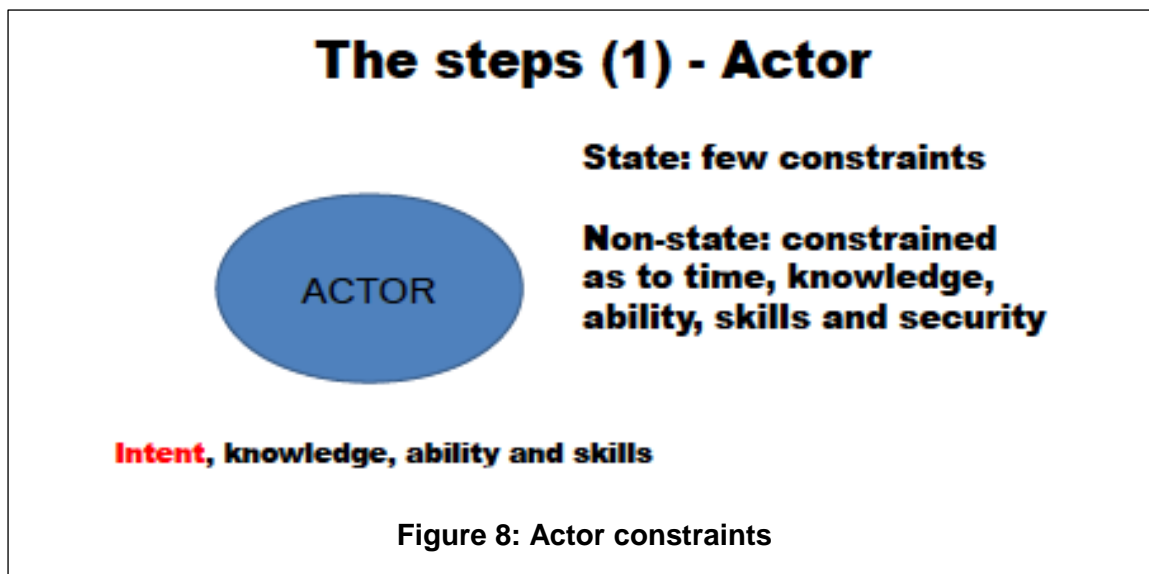 The steps (1) - Actor
State: few constraints
Non-state: constrained
as to time, knowledge,
ability, skills and security
ACTOR
Intent, knowledge, ability and skills
Figure 8: Actor constraints